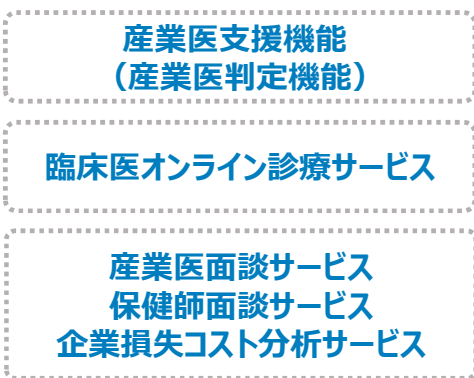 産業医支援機能
（産業医判定機能）
臨床医オンライン診療サービス
産業医面談サービス
保健師面談サービス
企業損失コスト分析サービス